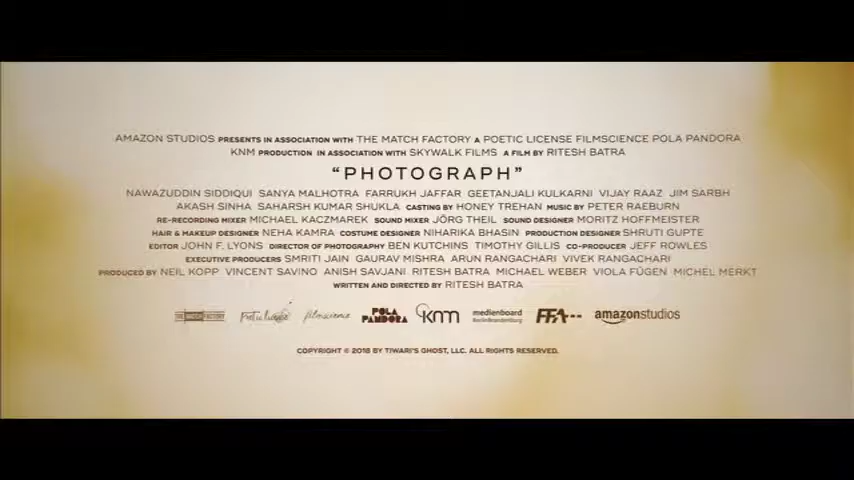 AMAZON STUDIOS PRESENTS IN ASSOCIATION WITH THE MATCH FACTORY A POETIC LICENSE FILMSCIENCE POLA PANDORA
KNM PRODUCTION IN ASSOCIATION WITH SKYWALK FILMS A FILM BY RITESH BATRA
“PHOTOGRAPH”
NAWAZUDDIN SIDDIQUI SANYA MALHOTRA FARRUKH JAFFAR GEETANJALI KULKARNI VIJAY RAAZ JIM SARBH
AKASH SINHA SAHARSH KUMAR SHUKLA CASTING BY HONEY TREHAN MUSIC BY PETER RAEBURN
RE-RECORDING MIXER MICHAEL KACZMAREK SOUND MIXER JÖRG THEIL SOUND DESIGNER MORITZ HOFFMEISTER
HAIR & MAKEUP DESIGNER NEHA KAMRA COSTUME DESIGNER NIHARIKA BHASIN PRODUCTION DESIGNER SHRUTI GUPTE
EDITOR JOHN F. LYONS DIRECTOR OF PHOTOGRAPHY BEN KUTCHINS TIMOTHY GILLIS CO-PRODUCER JEFF ROWLES
EXECUTIVE PRODUCERS SMRITI JAIN GAURAV MISHRA ARUN RANGACHARI VIVEK RANGACHARI
PRODUCED BY NEIL KOPP VINCENT SAVINO ANISH SAVJANI RITESH BATRA MICHAEL WEBER VIOLA FÜGEN MICHEL MERKT
WRITTEN AND DIRECTED BY RITESH BATRA
THE MATCH FACTORY filmscience POLA PANDORA KNM medienboard BerlinBrandenburg FFA amazonstudios
COPYRIGHT © 2018 BY TIWARI'S GHOST, LLC. ALL RIGHTS RESERVED.